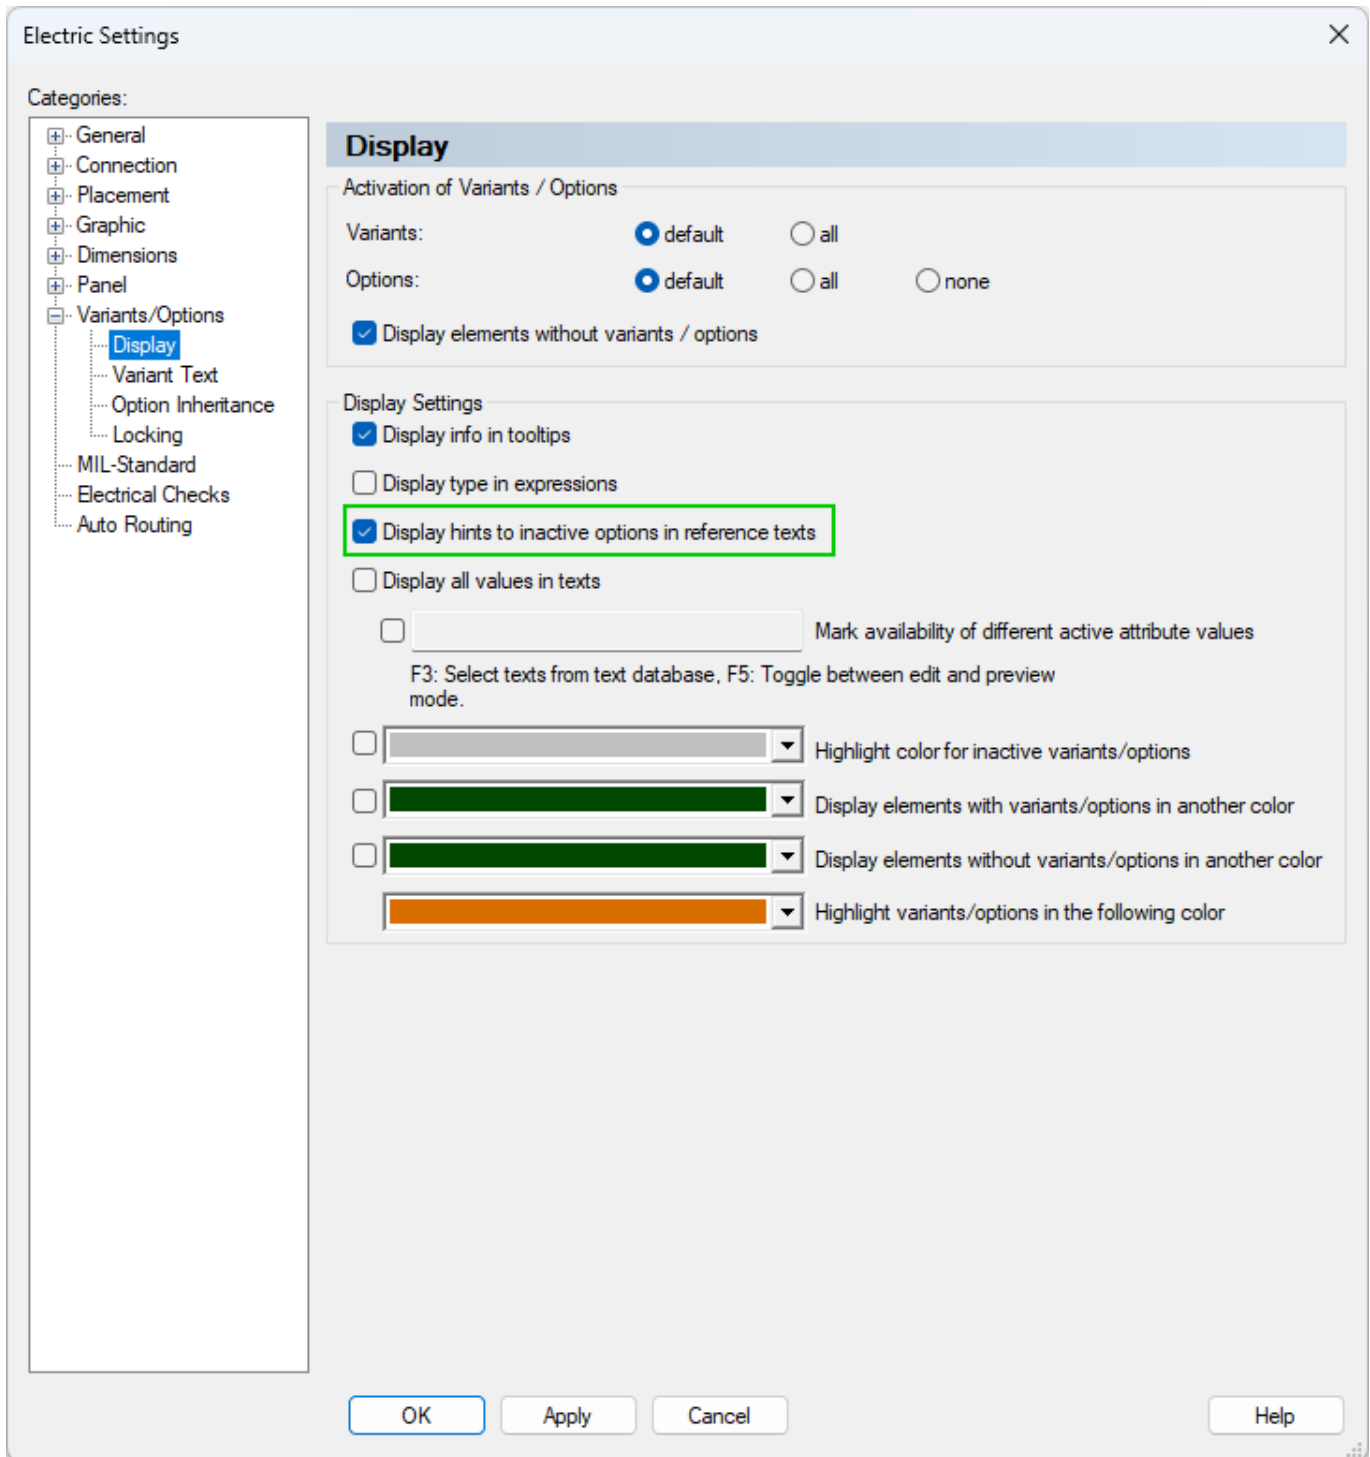 Electric Settings
Categories:
General
Connection
Placement
Graphic
Dimensions
Panel
Variants/Options
Display
Variant Text
Option Inheritance
Locking
MIL-Standard
Electrical Checks
Auto Routing
Display
Activation of Variants / Options
Variants: default all
Options: default all none
Display elements without variants / options
Display Settings
Display info in tooltips
Display type in expressions
Display hints to inactive options in reference texts
Display all values in texts
Mark availability of different active attribute values
F3: Select texts from text database, F5: Toggle between edit and preview
mode.
Highlight color for inactive variants/options
Display elements with variants/options in another color
Display elements without variants/options in another color
Highlight variants/options in the following color
OK Apply Cancel Help